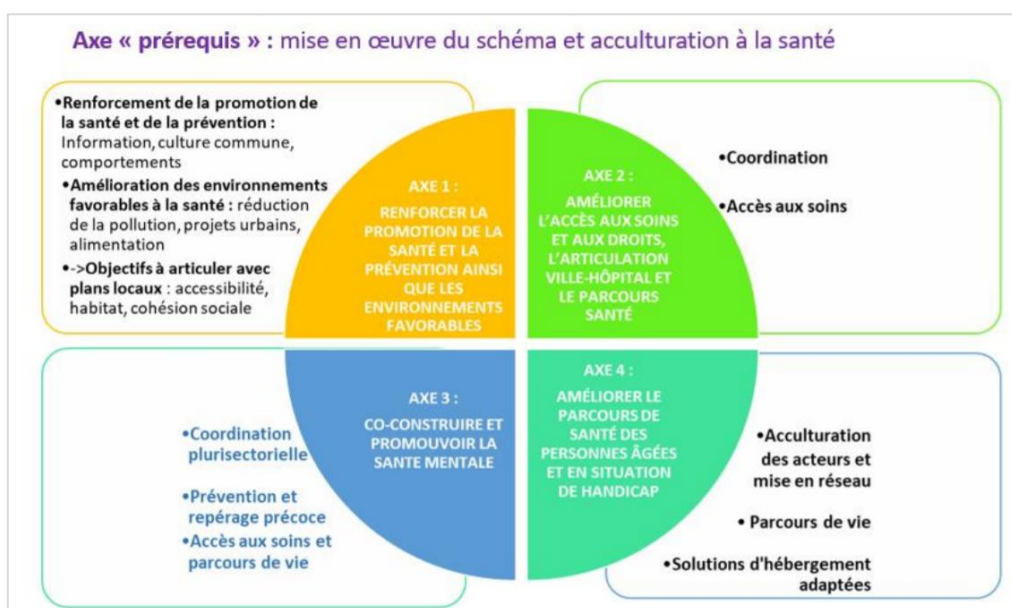 Axe « prérequis » : mise en œuvre du schéma et acculturation à la santé
•Renforcement de la promotion de
la santé et de la prévention :
Information, culture commune,
comportements
•Amélioration des environnements
favorables à la santé : réduction
de la pollution, projets urbains,
alimentation
•->Objectifs à articuler avec
plans locaux : accessibilité,
habitat, cohésion sociale
AXE 1 :
RENFORCER LA
PROMOTION DE LA
SANTÉ ET LA
PRÉVENTION AINSI
QUE LES
ENVIRONNEMENTS
FAVORABLES
AXE 2 :
AMÉLIORER
L'ACCÈS AUX SOINS
ET AUX DROITS,
L'ARTICULATION
VILLE-HÔPITAL ET
LE PARCOURS
SANTÉ
•Coordination
•Accès aux soins
•Coordination
plurisectorielle
•Prévention et
repérage précoce
•Accès aux soins et
parcours de vie
AXE 3 :
CO-CONSTRUIRE ET
PROMOUVOIR LA
SANTE MENTALE
AXE 4 :
AMÉLIORER LE
PARCOURS DE
SANTÉ DES
PERSONNES ÂGÉES
ET EN SITUATION
DE HANDICAP
•Acculturation
des acteurs et
mise en réseau
• Parcours de vie
•Solutions d'hébergement
adaptées